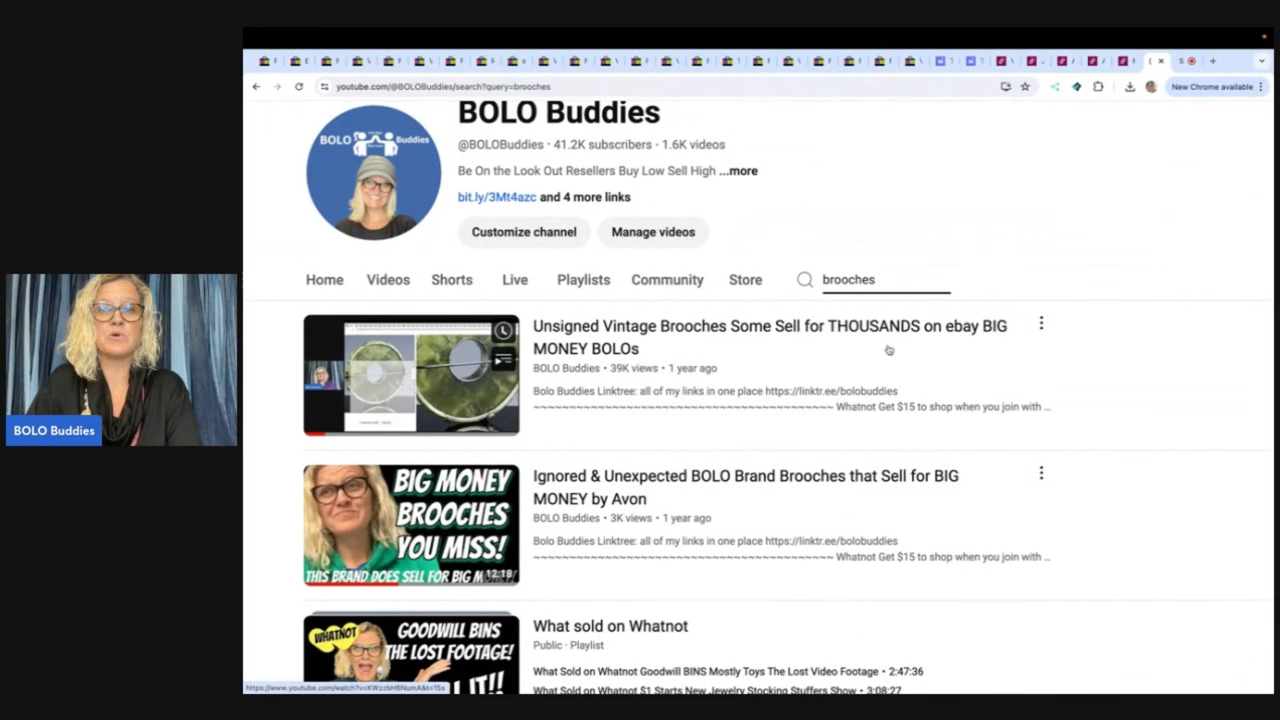 youtube.com/@BOLOBuddies/search?query=brooches
New Chrome available
BOLO Buddies
BOLO Buddies
@BOLOBuddies · 41.2K subscribers · 1.6K videos
Be On the Look Out Resellers Buy Low Sell High ...more
bit.ly/3Mt4azc and 4 more links
Customize channel Manage videos
Home Videos Shorts Live Playlists Community Store brooches
Unsigned Vintage Brooches Some Sell for THOUSANDS on ebay BIG
MONEY BOLOs
BOLO Buddies • 39K views • 1 year ago
Bolo Buddies Linktree: all of my links in one place https://linktr.ee/bolobuddies
~~~~~~~~~~~~~~~~~~~~~~~~~~~~~~~~~~~~~~~~ Whatnot Get $15 to shop when you join with ...
BOLO Buddies
BIG MONEY
BROOCHES
YOU MISS!
THIS BRAND DOES SELL FOR BIG
12:18
Ignored & Unexpected BOLO Brand Brooches that Sell for BIG
MONEY by Avon
BOLO Buddies • 3K views • 1 year ago
Bolo Buddies Linktree: all of my links in one place https://linktr.ee/bolobuddies
~~~~~~~~~~~~~~~~~~~~~~~~~~~~~~~~~~~~~~~~ Whatnot Get $15 to shop when you join with ...
WHATNOT
GOODWILL BINS
THE LOST FOOTAGE!
IT!!
What sold on Whatnot
Public · Playlist
What Sold on Whatnot Goodwill BINS Mostly Toys The Lost Video Footage • 2:47:36
What Sold on Whatnot $1 Starts New Jewelry Stocking Stuffers Show • 3:08:27